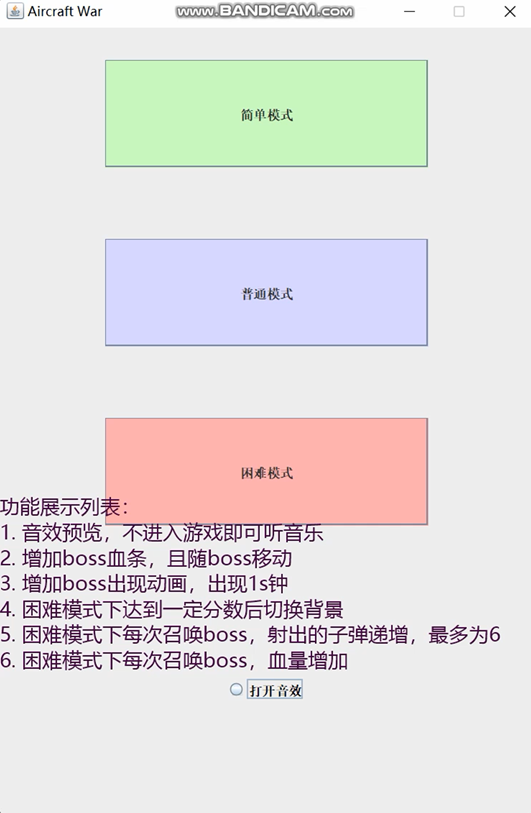 Aircraft War
www.BANDICAM.com
简单模式
普通模式
困难模式
功能展示列表：
1. 音效预览，不进入游戏即可听音乐
2. 增加boss血条，且随boss移动
3. 增加boss出现动画，出现1s钟
4. 困难模式下达到一定分数后切换背景
5. 困难模式下每次召唤boss，射出的子弹递增，最多为6
6. 困难模式下每次召唤boss，血量增加
打开音效